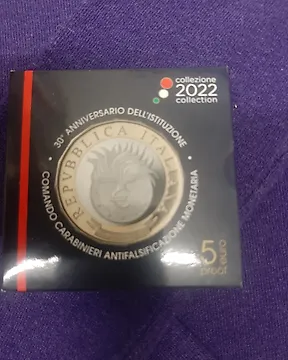 collezione
2022
collection
30° ANNIVERSARIO DELL'ISTITUZIONE
COMANDO CARABINIERI ANTIFALSIFICAZIONE MONETARIA
REPVBBLICA ITALIANA
5
euro